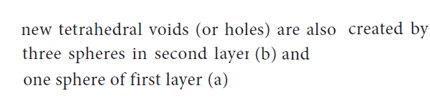 new tetrahedral voids (or holes) are also created by
three spheres in second layer (b) and
one sphere of first layer (a)